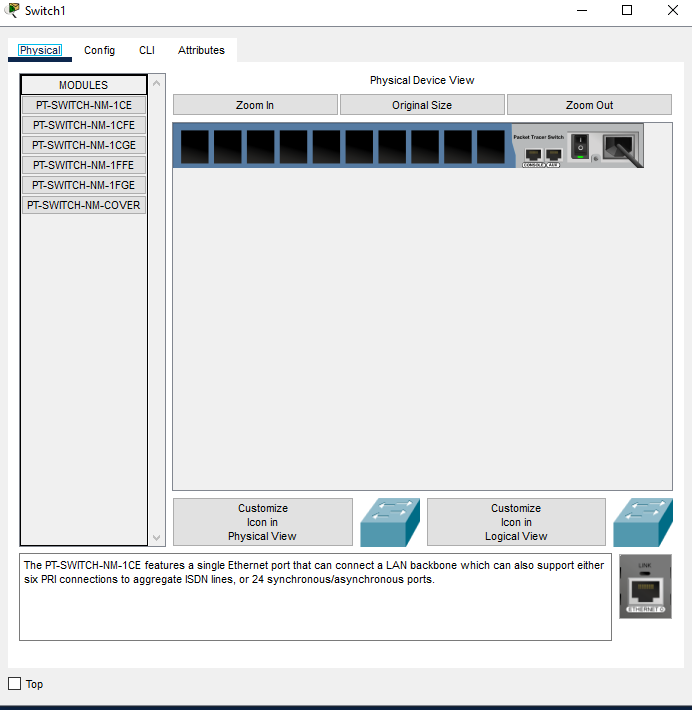 Switch1
Physical
Config
CLI
Attributes
MODULES
PT-SWITCH-NM-1CE
PT-SWITCH-NM-1CFE
PT-SWITCH-NM-1CGE
PT-SWITCH-NM-1FFE
PT-SWITCH-NM-1FGE
PT-SWITCH-NM-COVER
Physical Device View
Zoom In
Original Size
Zoom Out
Packet Tracer Switch
CONSOLE
AUX
Customize
Icon in
Physical View
Customize
Icon in
Logical View
The PT-SWITCH-NM-1CE features a single Ethernet port that can connect a LAN backbone which can also support either
six PRI connections to aggregate ISDN lines, or 24 synchronous/asynchronous ports.
LINK
ETHERNET 0
Top